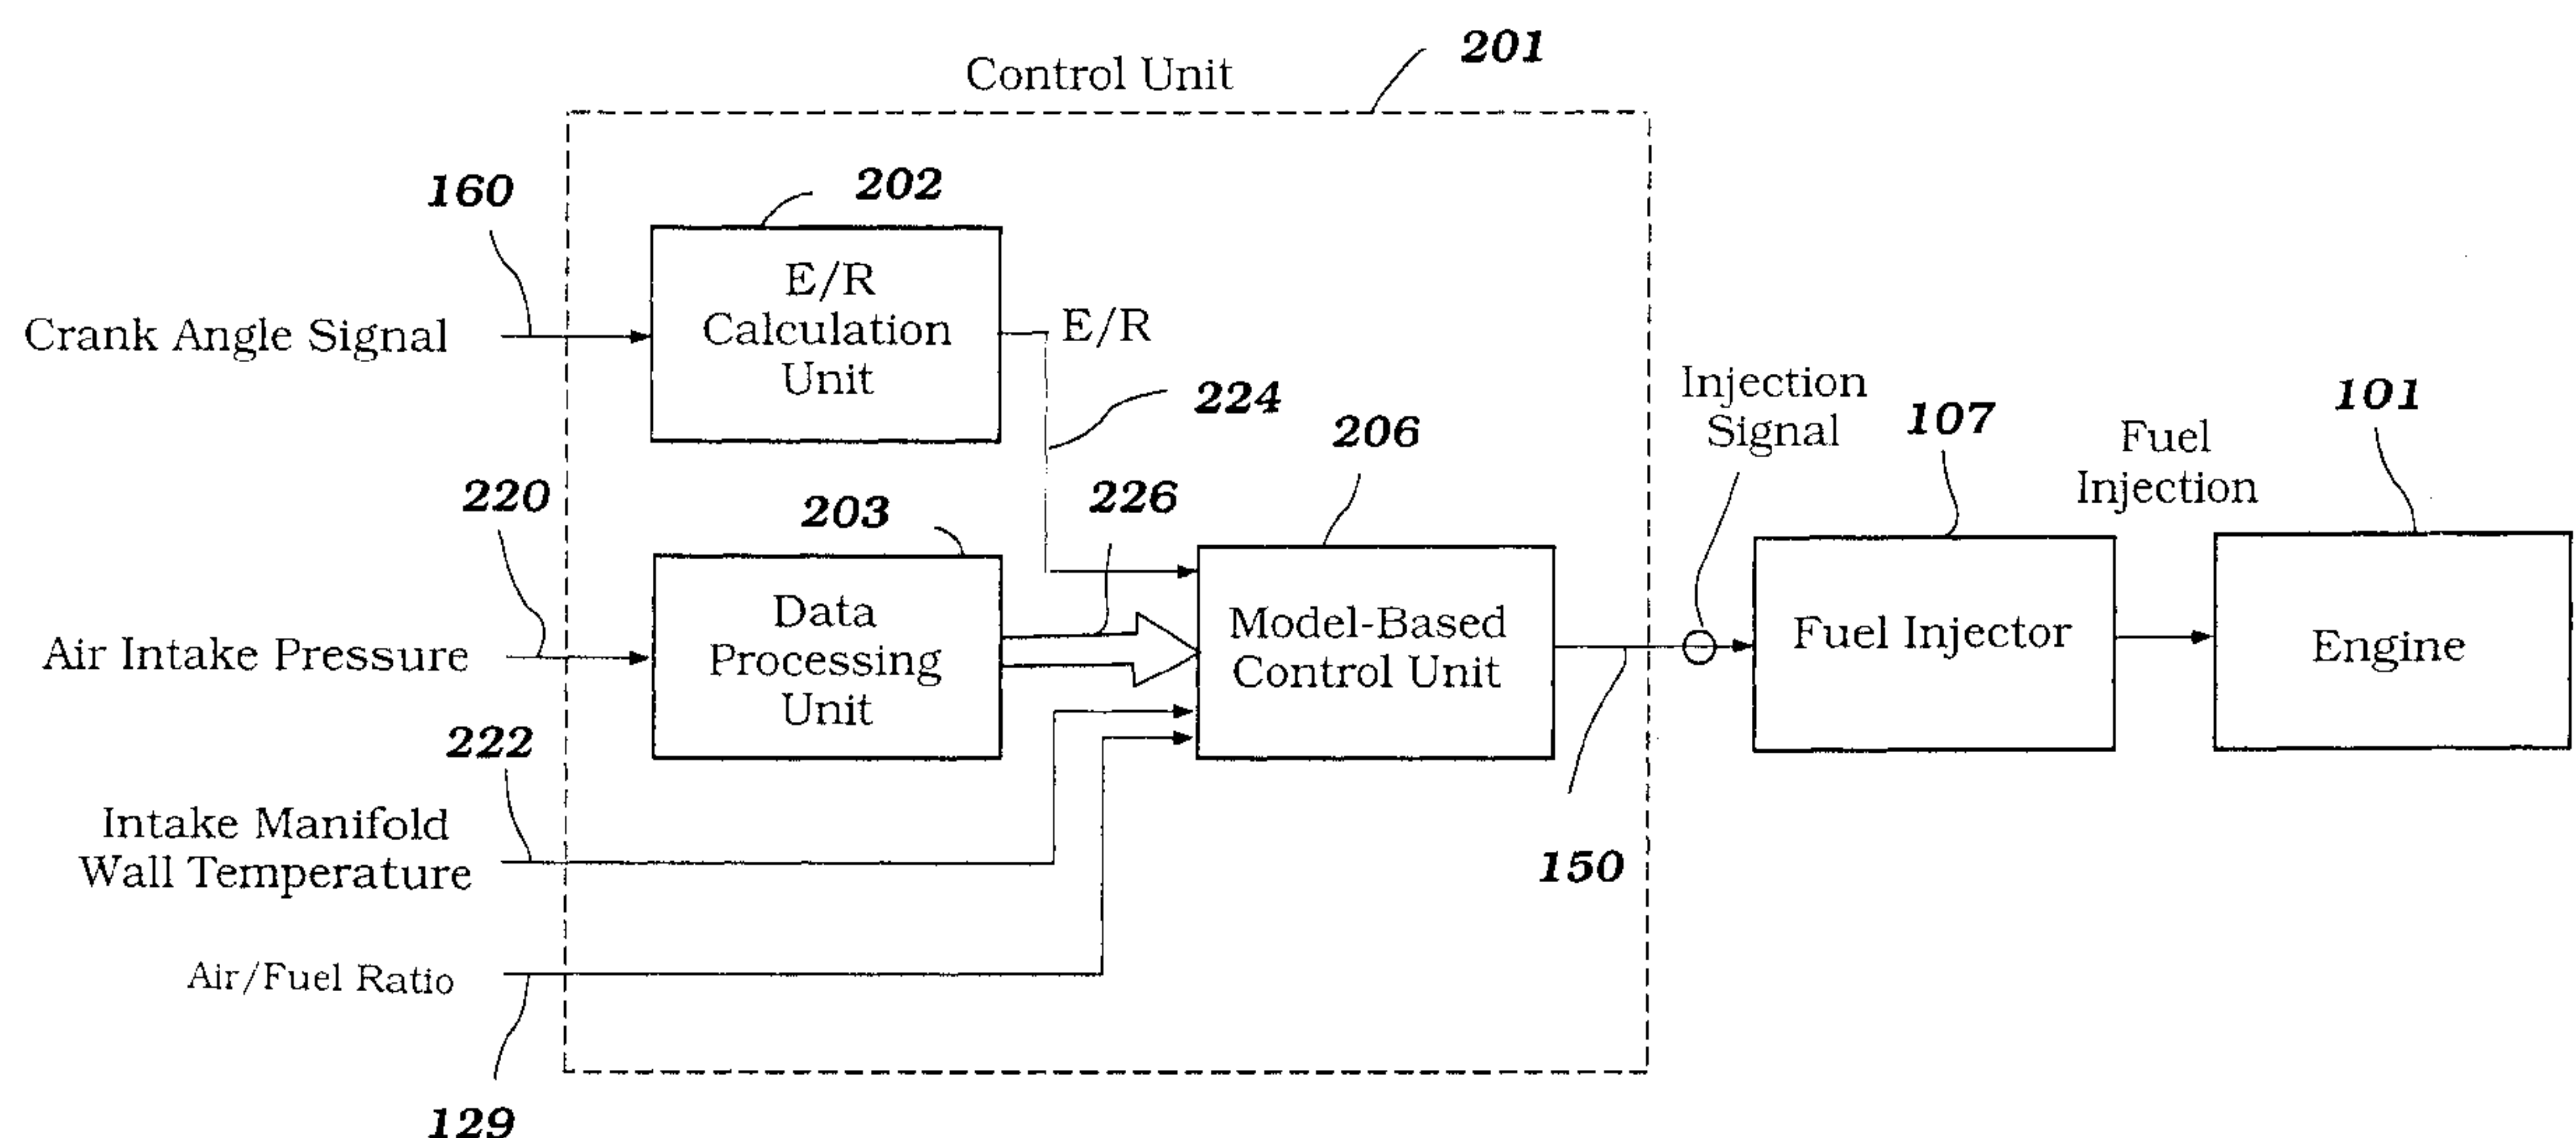 201
Control Unit
160
202
Crank Angle Signal
E/R
Calculation
Unit
E/R
224
206
Injection
Signal
107
Fuel
Injection
101
220
203
226
Air Intake Pressure
Data
Processing
Unit
Model-Based
Control Unit
Fuel Injector
Engine
222
Intake Manifold
Wall Temperature
150
Air/Fuel Ratio
129